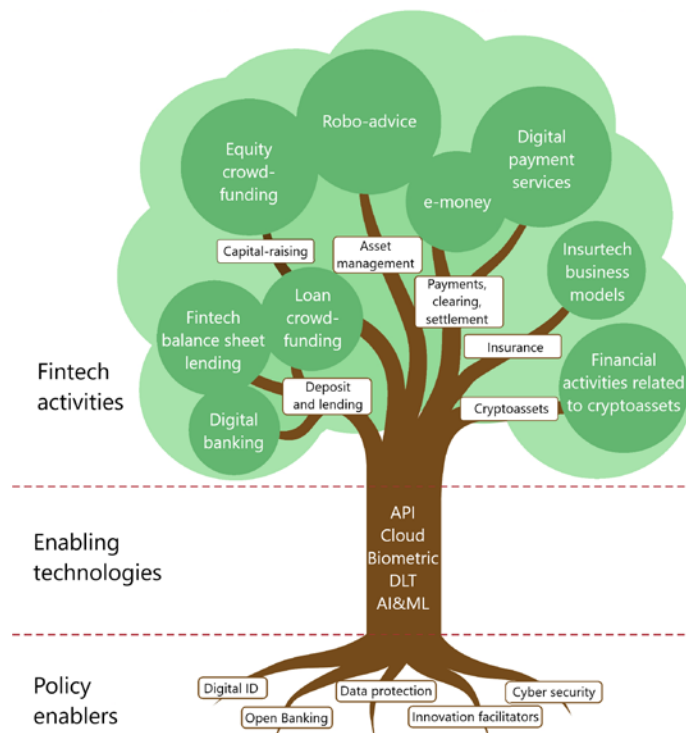 Robo-advice
Equity
crowd-
funding
Digital
payment
services
e-money
Capital-raising
Asset
management
Insurtech
business
models
Payments,
clearing,
settlement
Loan
crowd-
funding
Fintech
balance sheet
lending
Insurance
Financial
activities related
to cryptoassets
Fintech
activities
Deposit
and lending
Cryptoassets
Digital
banking
Enabling
technologies
API
Cloud
Biometric
DLT
AI&ML
Policy
enablers
Digital ID
Data protection
Cyber security
Open Banking
Innovation facilitators